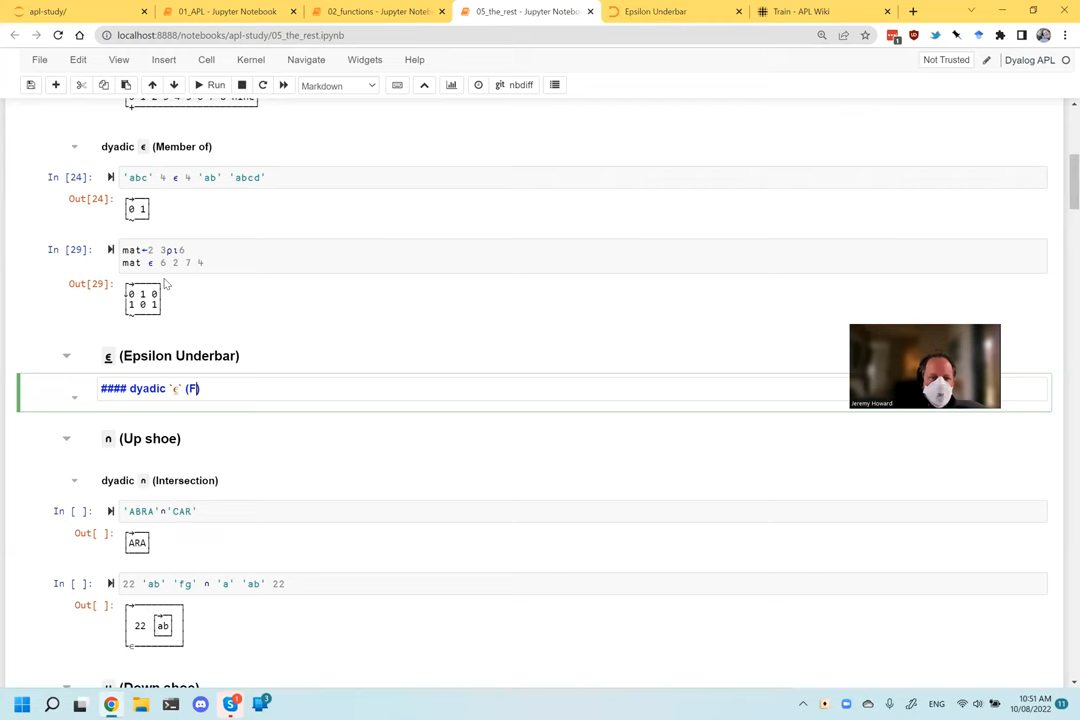 apl-study/
01_APL - Jupyter Notebook
02_functions - Jupyter Noteb
05_the_rest - Jupyter Notebo
Epsilon Underbar
Train - APL Wiki
localhost:8888/notebooks/apl-study/05_the_rest.ipynb
File Edit View Insert Cell Kernel Navigate Widgets Help
Not Trusted
Dyalog APL
Run
Markdown
git nbdiff
dyadic ϵ (Member of)
In [24]: 'abc' 4 ϵ 4 'ab' 'abcd'
Out[24]:
0 1
In [29]: mat←2 3⍴⍳6
mat ϵ 6 2 7 4
Out[29]:
0 1 0
1 0 1
⍷ (Epsilon Underbar)
#### dyadic `⍷` (F)
Jeremy Howard
∩ (Up shoe)
dyadic ∩ (Intersection)
In [ ]: 'ABRA'∩'CAR'
Out[ ]:
ARA
In [ ]: 22 'ab' 'fg' ∩ 'a' 'ab' 22
Out[ ]:
22 ab
(Down shoe)
ENG
10:51 AM
10/08/2022